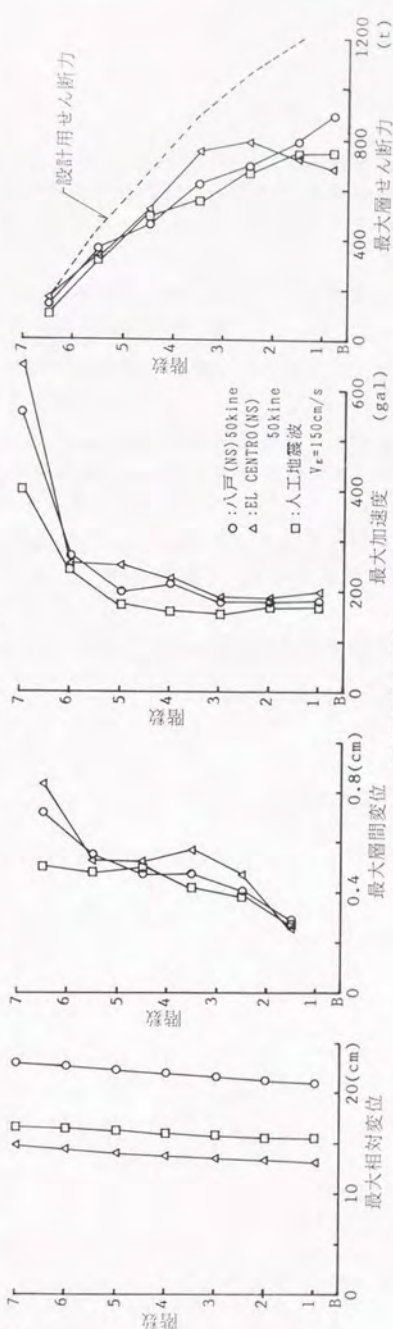 7
6
5
4
3
2
1
B
階数
10
20(cm)
最大相対変位
7
6
5
4
3
2
1
B
階数
0.4
0.8(cm)
最大層間変位
7
6
5
4
3
2
1
B
階数
0
200
400
600
(gal)
最大加速度
○:八戸(NS)50kine
△:EL CENTRO(NS)
50kine
□:人工地震波
VE=150cm/s
7
6
5
4
3
2
1
B
階数
0
400
800
1200
(t)
最大層せん断力
設計用せん断力